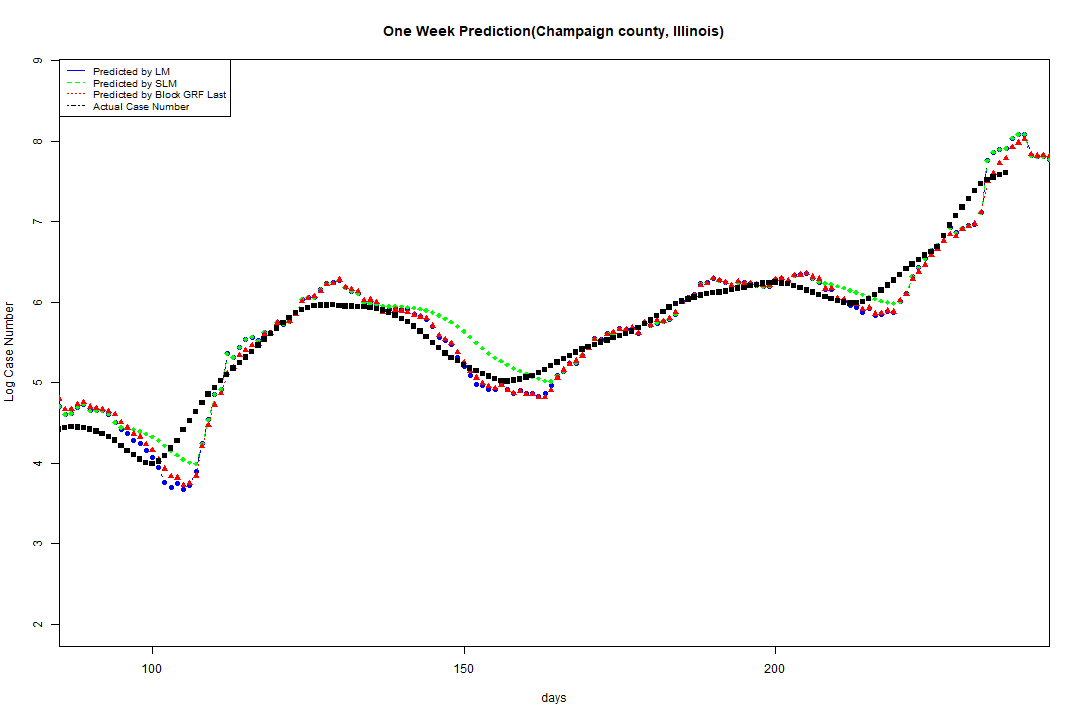 One Week Prediction(Champaign county, Illinois)
Predicted by LM
Predicted by SLM
Predicted by Block GRF Last
Actual Case Number
9
8
7
6
5
4
3
2
Log Case Number
100
150
200
days